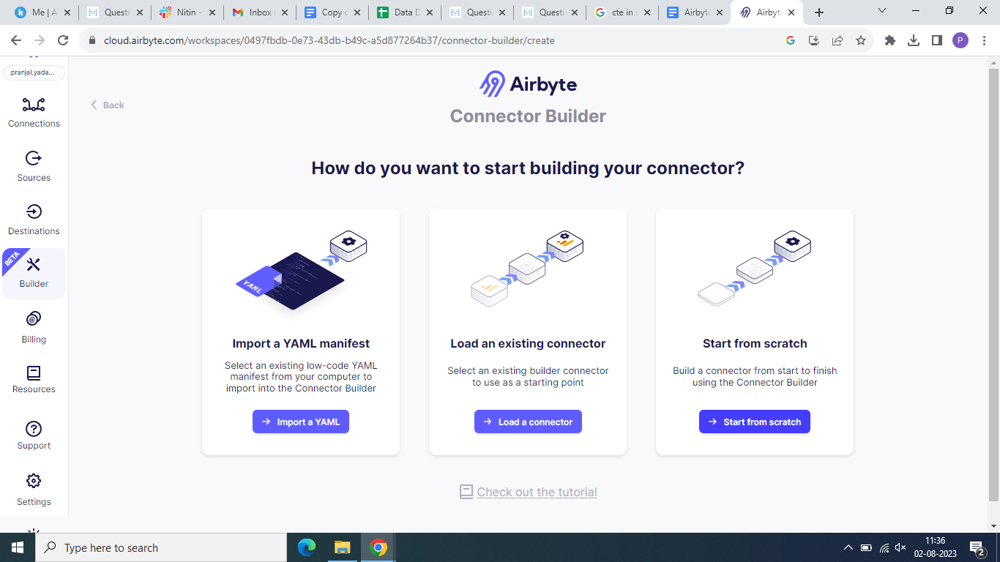 Me | A
Questi
Nitin -
Inbox (
Copy o
Data D
Questi
Questi
cte in s
Airbyte
Airbyt
cloud.airbyte.com/workspaces/0497fbdb-0e73-43db-b49c-a5d877264b37/connector-builder/create
P
pranjal.yada...
Connections
Sources
Destinations
BETA
Builder
Billing
Resources
Support
Settings
Back
Airbyte
Connector Builder
How do you want to start building your connector?
YAML
Import a YAML manifest
Select an existing low-code YAML
manifest from your computer to
import into the Connector Builder
Import a YAML
Load an existing connector
Select an existing builder connector
to use as a starting point
Load a connector
Start from scratch
Build a connector from start to finish
using the Connector Builder
Start from scratch
Check out the tutorial
Type here to search
11:36
02-08-2023
2